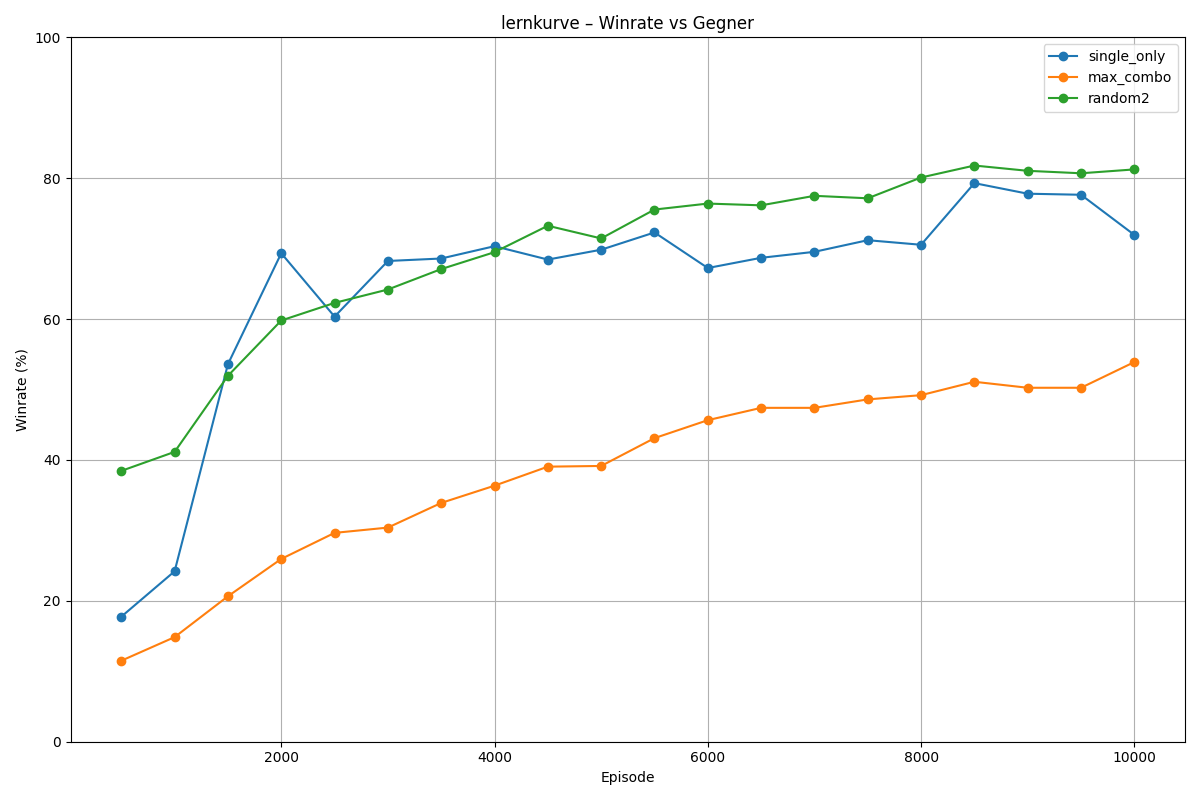 lernkurve – Winrate vs Gegner
100
80
60
40
20
0
Winrate (%)
single_only
max_combo
random2
2000 4000 6000 8000 10000
Episode